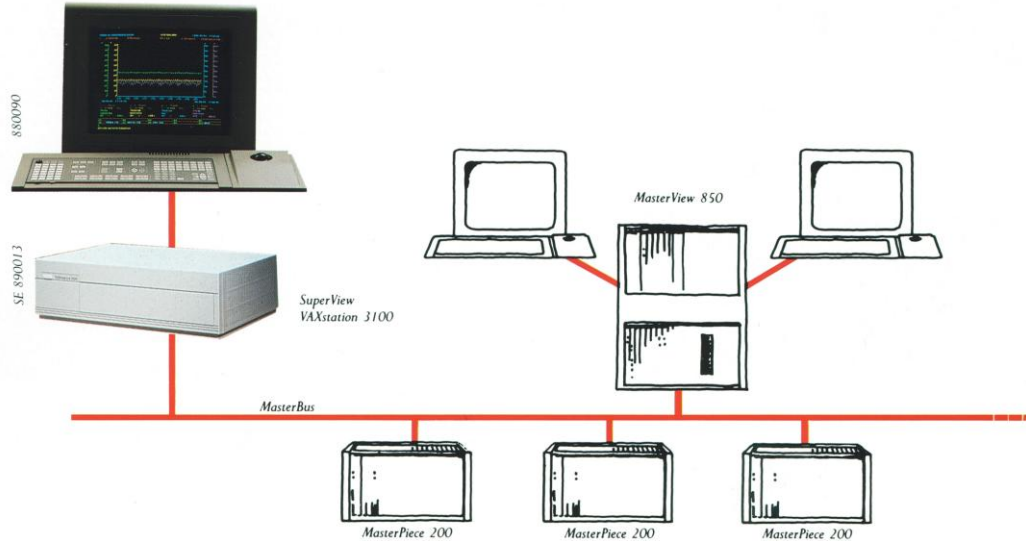 880090
SE 890013
MasterView 850
SuperView
VAXstation 3100
MasterBus
MasterPiece 200
MasterPiece 200
MasterPiece 200